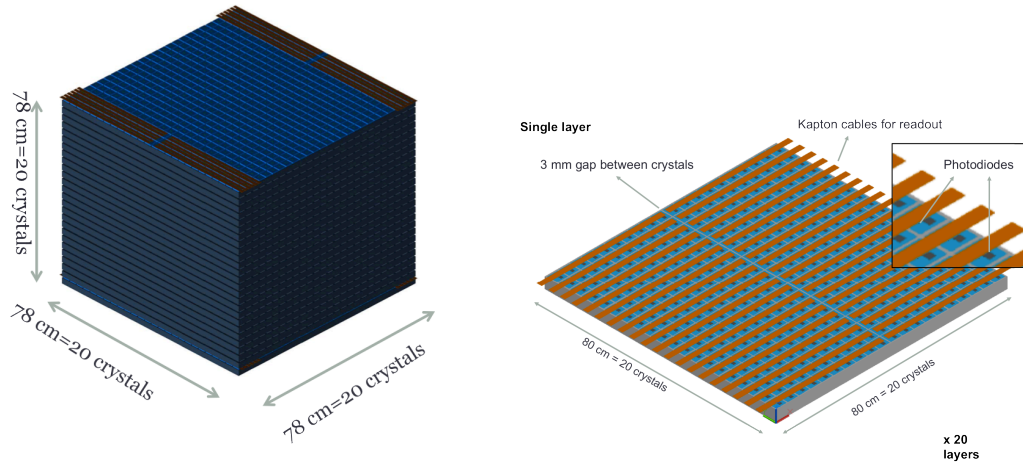 78 cm=20 crystals
78 cm=20 crystals
78 cm=20 crystals
Single layer
Kapton cables for readout
3 mm gap between crystals
Photodiodes
80 cm = 20 crystals
80 cm = 20 crystals
x 20
layers